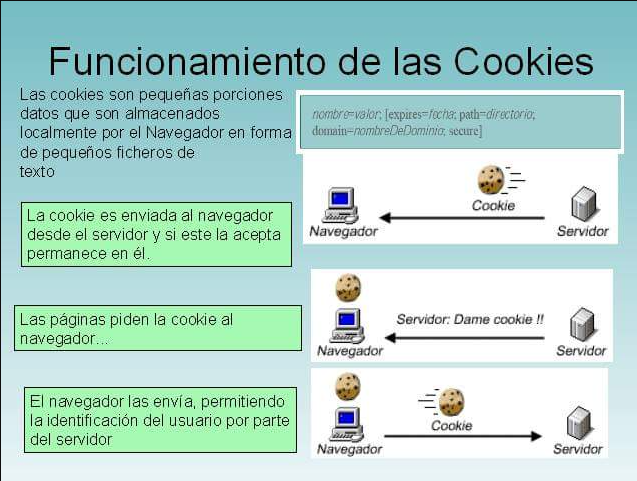 Funcionamiento de las Cookies
Las cookies son pequeñas porciones
datos que son almacenados
localmente por el Navegador en forma
de pequeños ficheros de
texto
nombre=valor; [expires=fecha; path=directorio;
domain=nombreDeDominio; secure]
Cookie
Navegador
Servidor
La cookie es enviada al navegador
desde el servidor y si este la acepta
permanece en él.
Servidor: Dame cookie !!
Navegador
Servidor
Las páginas piden la cookie al
navegador...
El navegador las envía, permitiendo
la identificación del usuario por parte
del servidor
Cookie
Navegador
Servidor